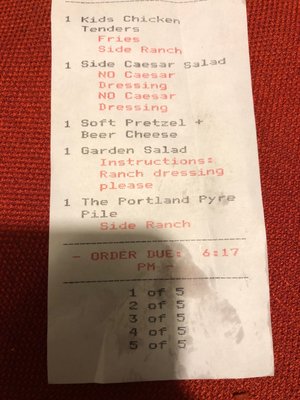 1 Kids Chicken
Tenders
Fries
Side Ranch
1 Side Caesar Salad
NO Caesar
Dressing
NO Caesar
Dressing
1 Soft Pretzel +
Beer Cheese
1 Garden Salad
Instructions:
Ranch dressing
please
1 The Portland Pyre
Pile
Side Ranch
- ORDER DUE: 6:17
PM -
1 of 5
2 of 5
3 of 5
4 of 5
5 of 5